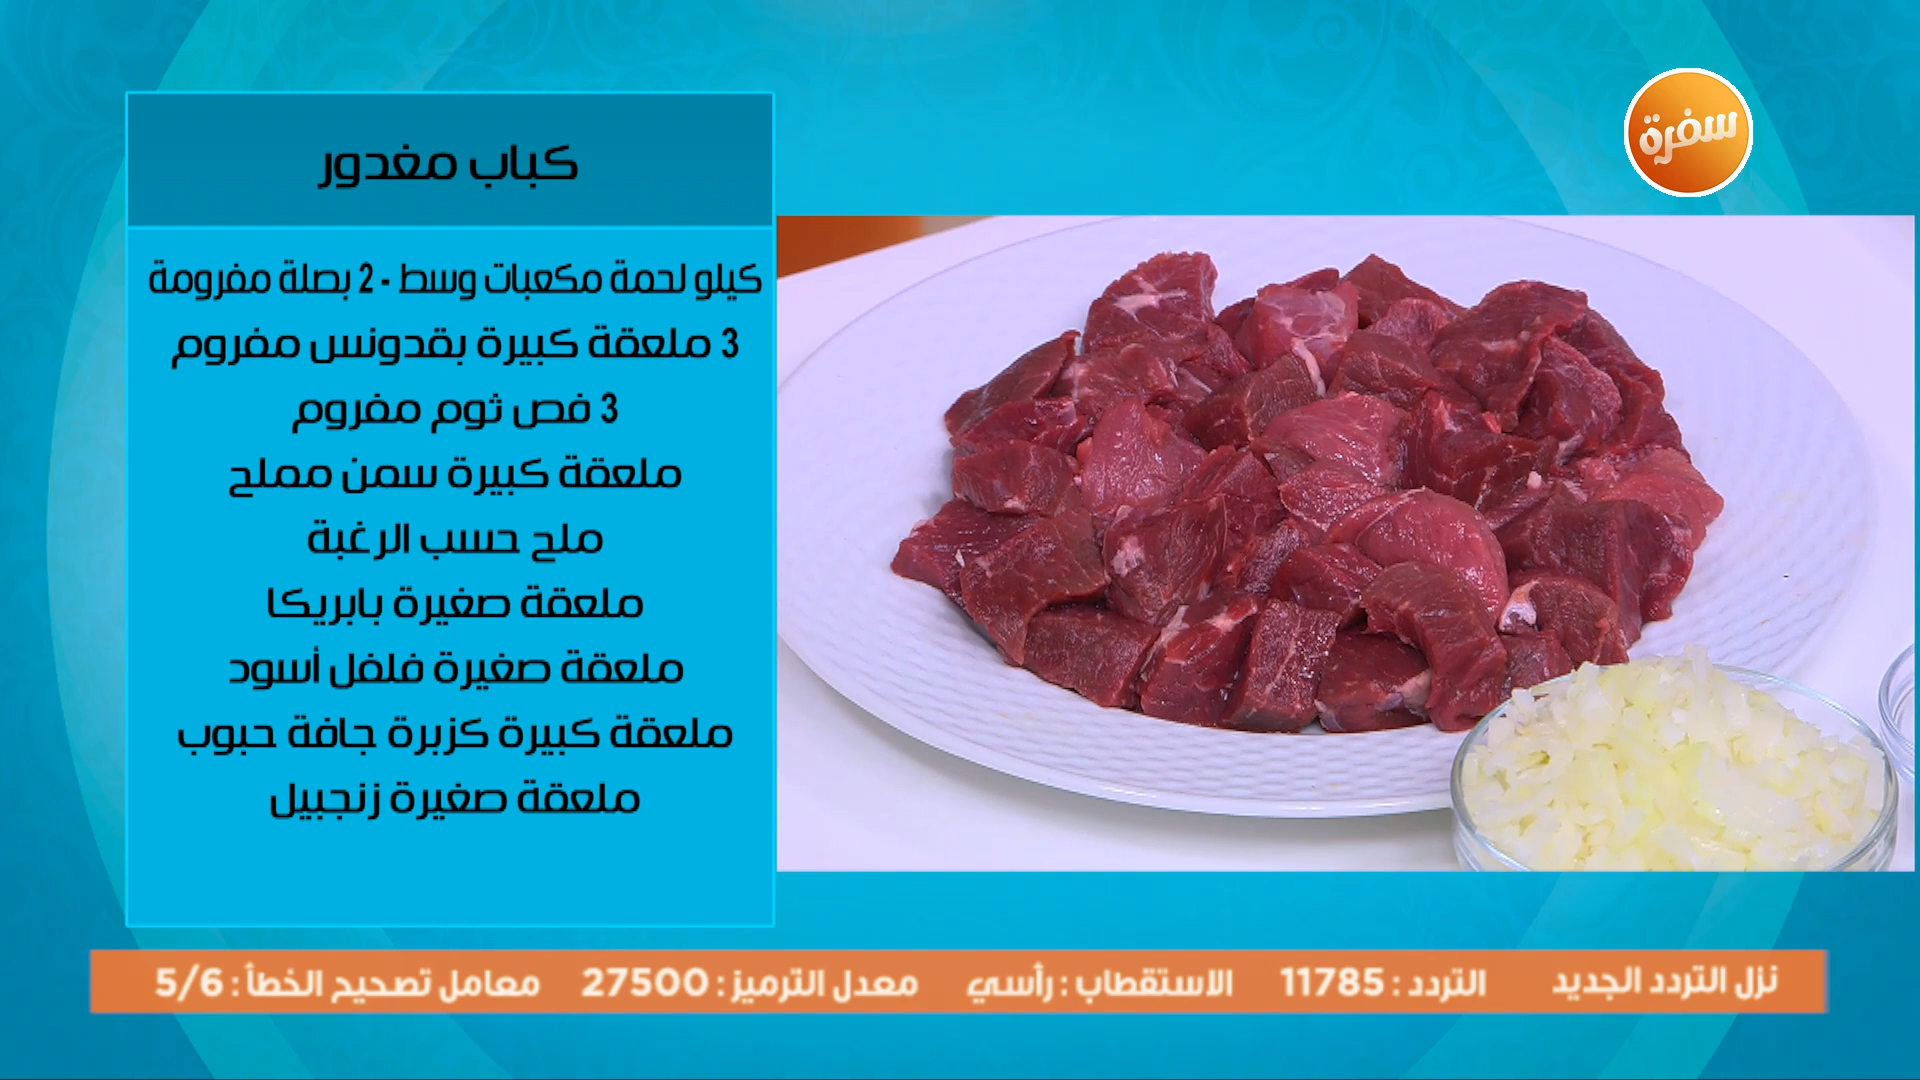 سفرة
كباب مغدور
كيلو لحمة مكعبات وسط - 2 بصلة مفرومة
3 ملعقة كبيرة بقدونس مفروم
3 فص ثوم مفروم
ملعقة كبيرة سمن مملح
ملح حسب الرغبة
ملعقة صغيرة بابريكا
ملعقة صغيرة فلفل أسود
ملعقة كبيرة كزبرة جافة حبوب
ملعقة صغيرة زنجبيل
نزل التردد الجديد التردد : 11785 الاستقطاب : رأسي معدل الترميز : 27500 معامل تصحيح الخطأ : 5/6